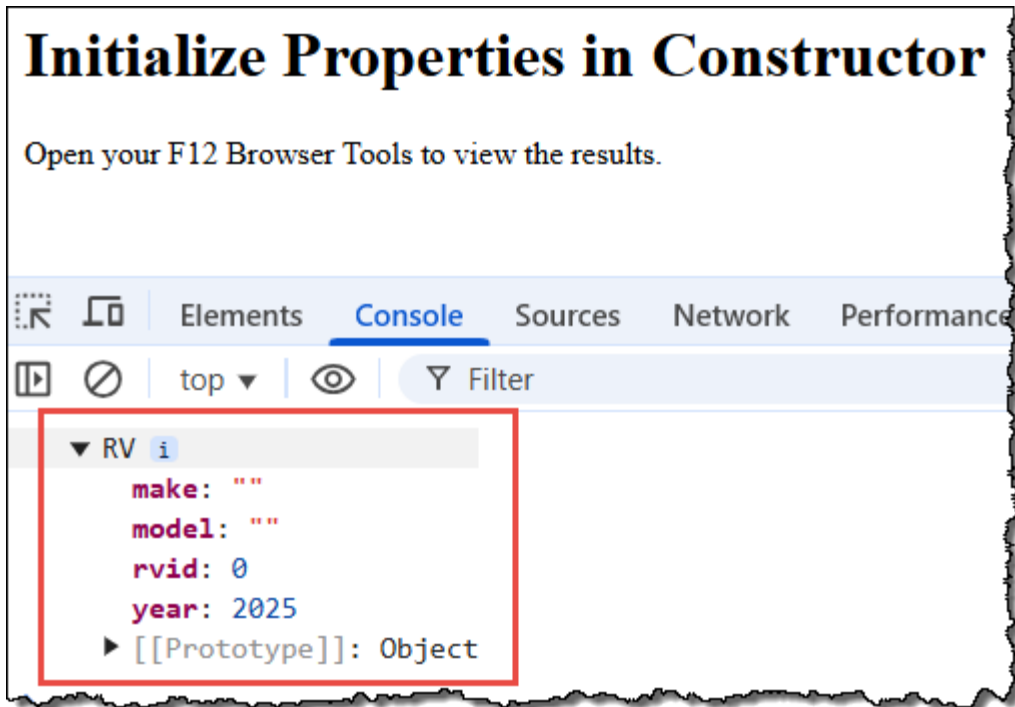 Initialize Properties in Constructor
Open your F12 Browser Tools to view the results.
Elements Console Sources Network Performance
top ▼ Filter
▼ RV i
make: ""
model: ""
rvid: 0
year: 2025
▶ [[Prototype]]: Object